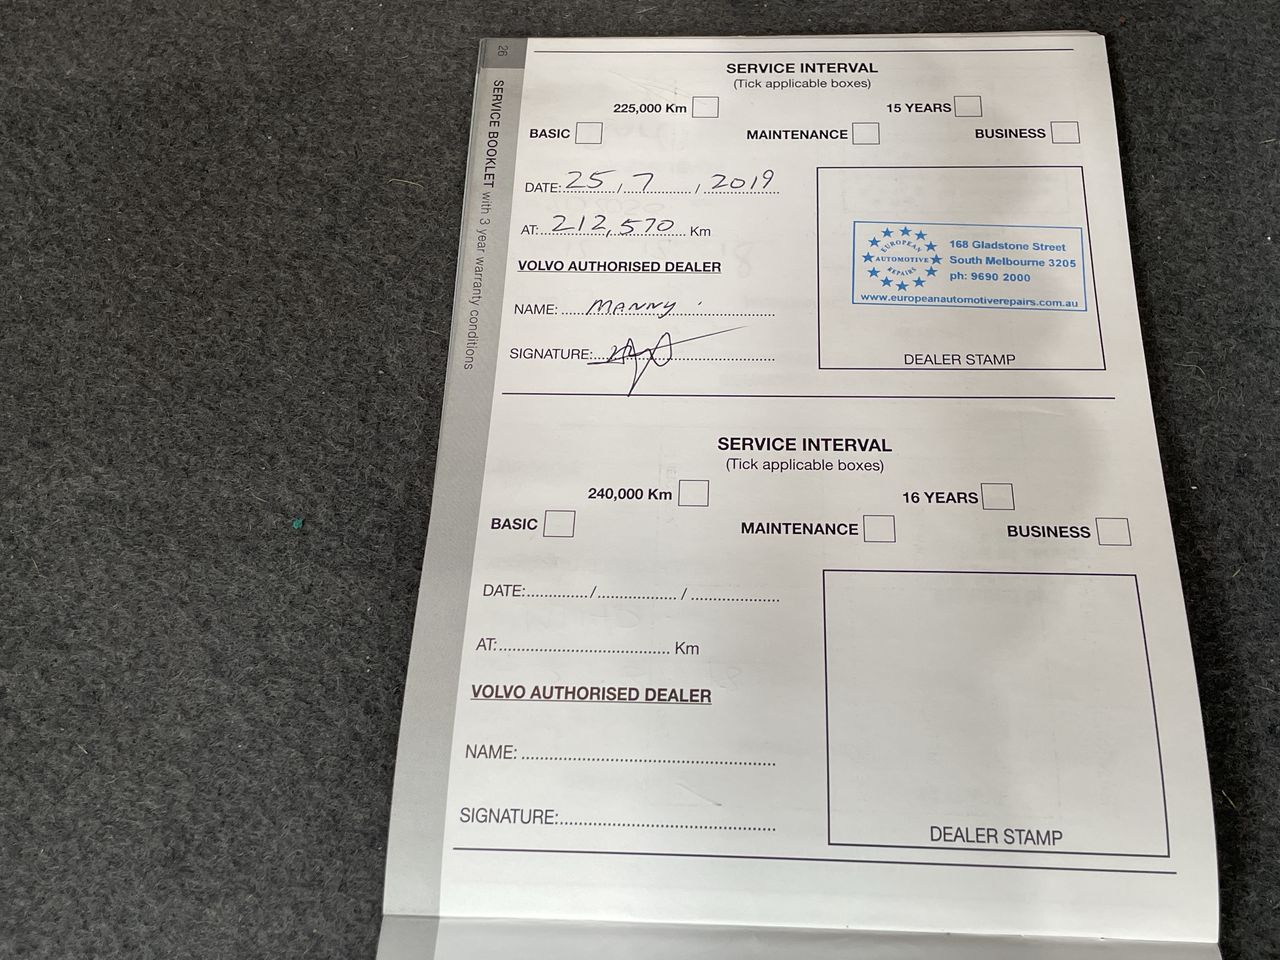 26
SERVICE BOOKLET with 3 year warranty conditions
SERVICE INTERVAL
(Tick applicable boxes)
225,000 Km 15 YEARS
BASIC MAINTENANCE BUSINESS
DATE: 25 / 7 / 2019
AT: 212,570 Km
VOLVO AUTHORISED DEALER
NAME: MANNY
SIGNATURE:
EUROPEAN
AUTOMOTIVE
REPAIRS
168 Gladstone Street
South Melbourne 3205
ph: 9690 2000
www.europeanautomotiverepairs.com.au
DEALER STAMP
SERVICE INTERVAL
(Tick applicable boxes)
240,000 Km 16 YEARS
BASIC MAINTENANCE BUSINESS
DATE:............./................./...................
AT:..................................... Km
VOLVO AUTHORISED DEALER
NAME: ........................................................
SIGNATURE:................................................
DEALER STAMP